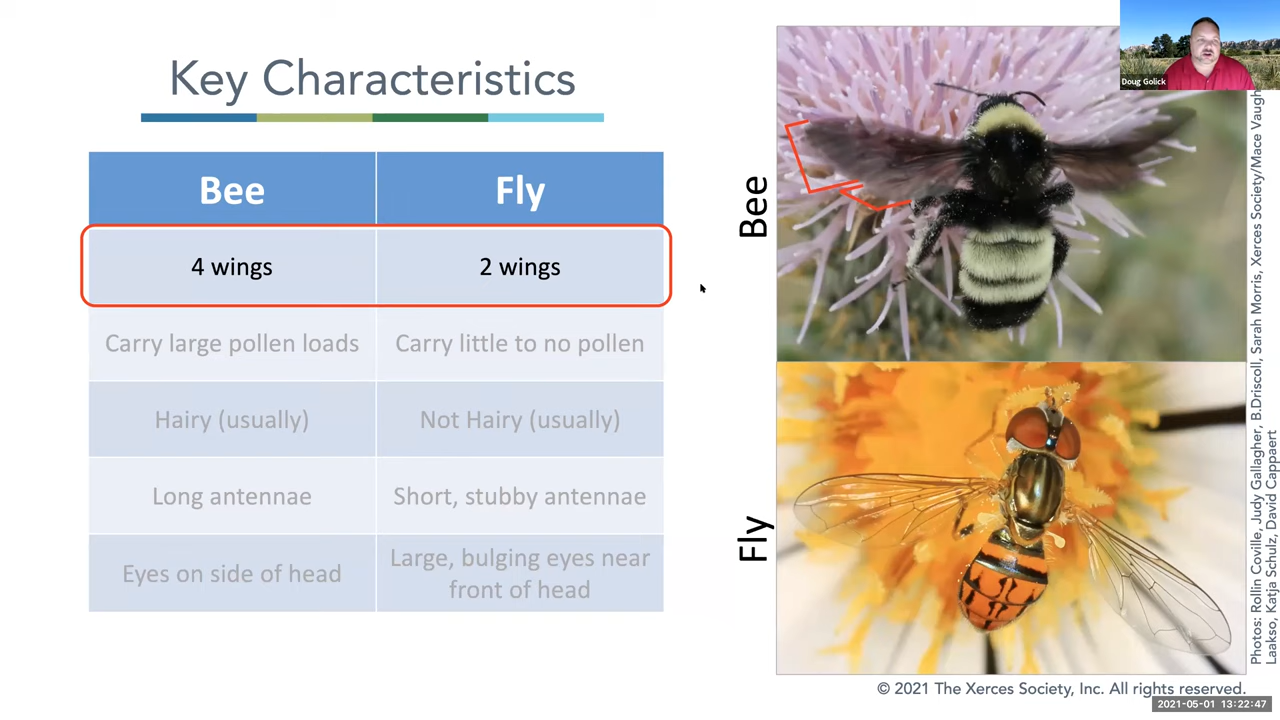 Key Characteristics
Bee
Fly
4 wings
2 wings
Carry large pollen loads
Carry little to no pollen
Hairy (usually)
Not Hairy (usually)
Long antennae
Short, stubby antennae
Eyes on side of head
Large, bulging eyes near
front of head
Bee
Fly
Doug Golick
Photos: Rollin Coville, Judy Gallagher, B.Driscoll, Sarah Morris, Xerces Society/Mace Vaugh
Laakso, Katja Schulz, David Cappaert
© 2021 The Xerces Society, Inc. All rights reserved.
2021-05-01 13:22:47